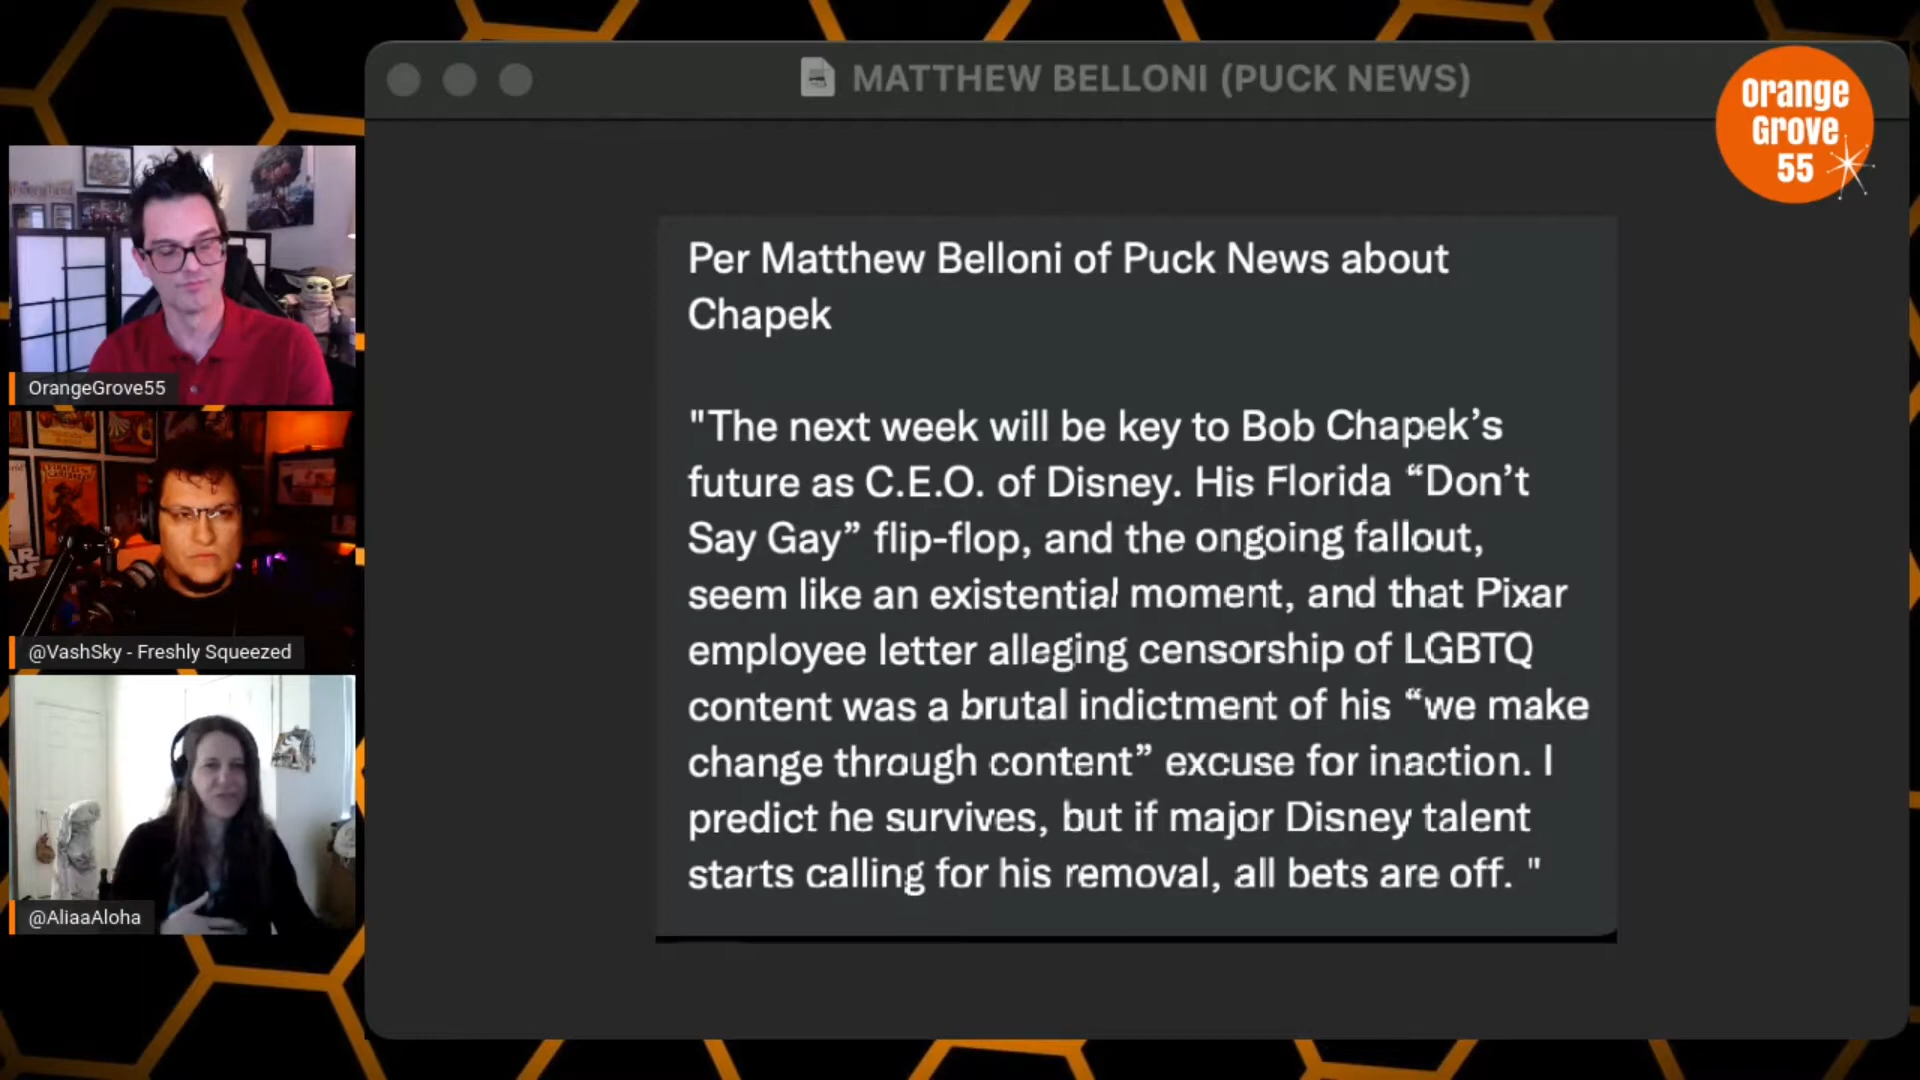 MATTHEW BELLONI (PUCK NEWS)
Orange
Grove
55
Per Matthew Belloni of Puck News about
Chapek
"The next week will be key to Bob Chapek’s
future as C.E.O. of Disney. His Florida “Don’t
Say Gay” flip-flop, and the ongoing fallout,
seem like an existential moment, and that Pixar
employee letter alleging censorship of LGBTQ
content was a brutal indictment of his “we make
change through content” excuse for inaction. I
predict he survives, but if major Disney talent
starts calling for his removal, all bets are off. "
OrangeGrove55
@VashSky - Freshly Squeezed
@AliaaAloha